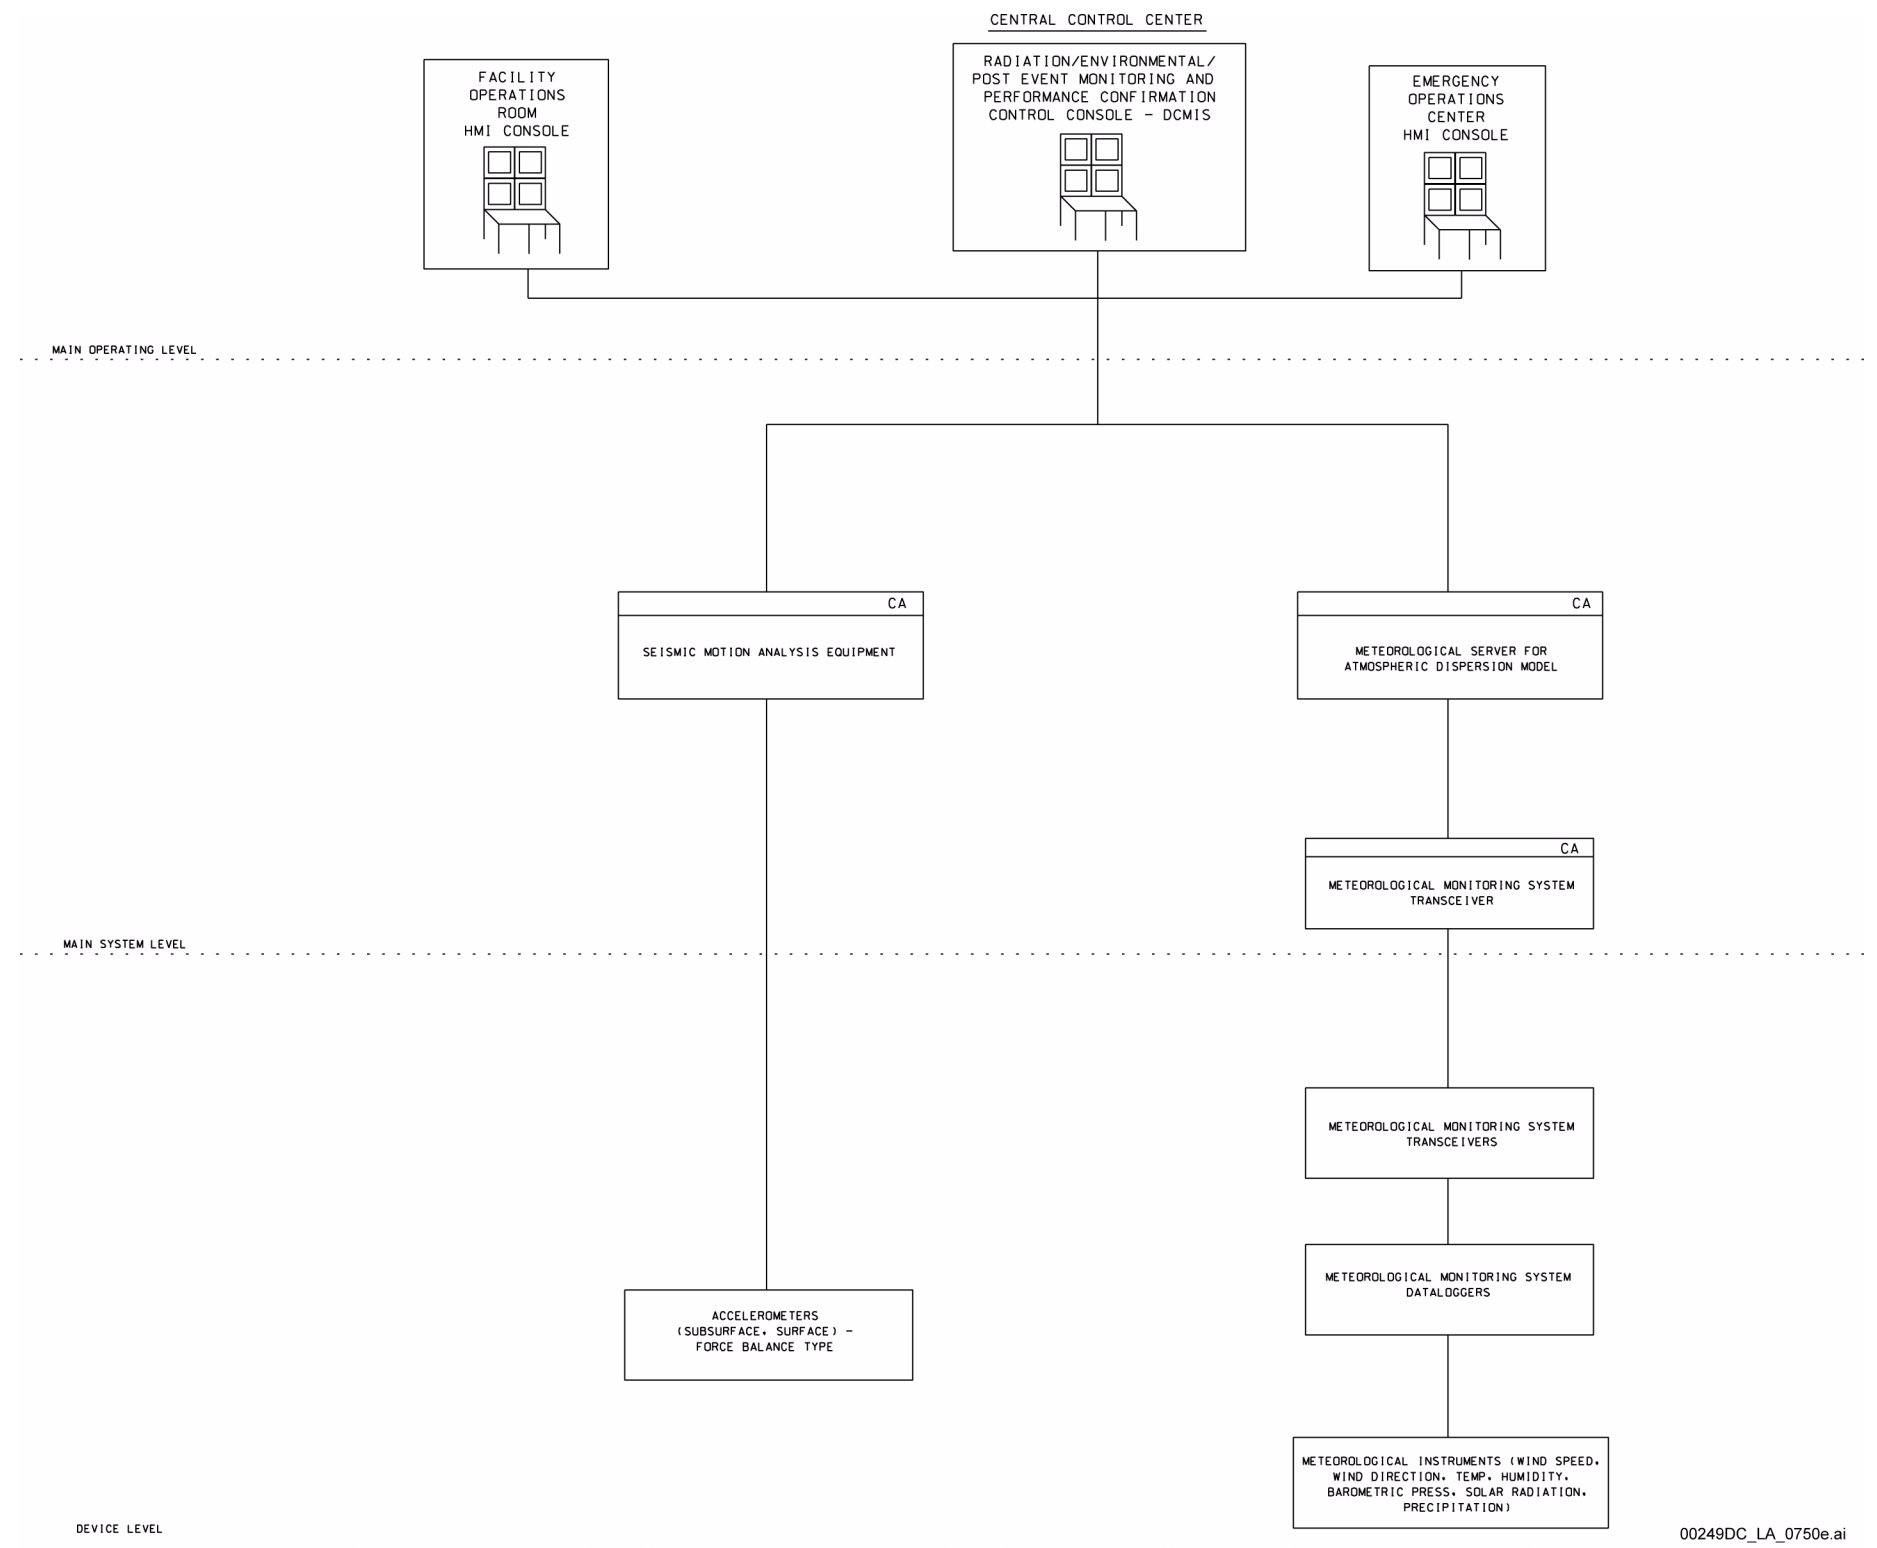 CENTRAL CONTROL CENTER
FACILITY
OPERATIONS
ROOM
HMI CONSOLE
RADIATION/ENVIRONMENTAL/
POST EVENT MONITORING AND
PERFORMANCE CONFIRMATION
CONTROL CONSOLE - DCMIS
EMERGENCY
OPERATIONS
CENTER
HMI CONSOLE
MAIN OPERATING LEVEL
CA
SEISMIC MOTION ANALYSIS EQUIPMENT
CA
METEOROLOGICAL SERVER FOR
ATMOSPHERIC DISPERSION MODEL
CA
METEOROLOGICAL MONITORING SYSTEM
TRANSCEIVER
MAIN SYSTEM LEVEL
METEOROLOGICAL MONITORING SYSTEM
TRANSCEIVERS
METEOROLOGICAL MONITORING SYSTEM
DATALOGGERS
ACCELEROMETERS
(SUBSURFACE, SURFACE) -
FORCE BALANCE TYPE
METEOROLOGICAL INSTRUMENTS (WIND SPEED,
WIND DIRECTION, TEMP, HUMIDITY,
BAROMETRIC PRESS, SOLAR RADIATION,
PRECIPITATION)
DEVICE LEVEL
00249DC_LA_0750e.ai